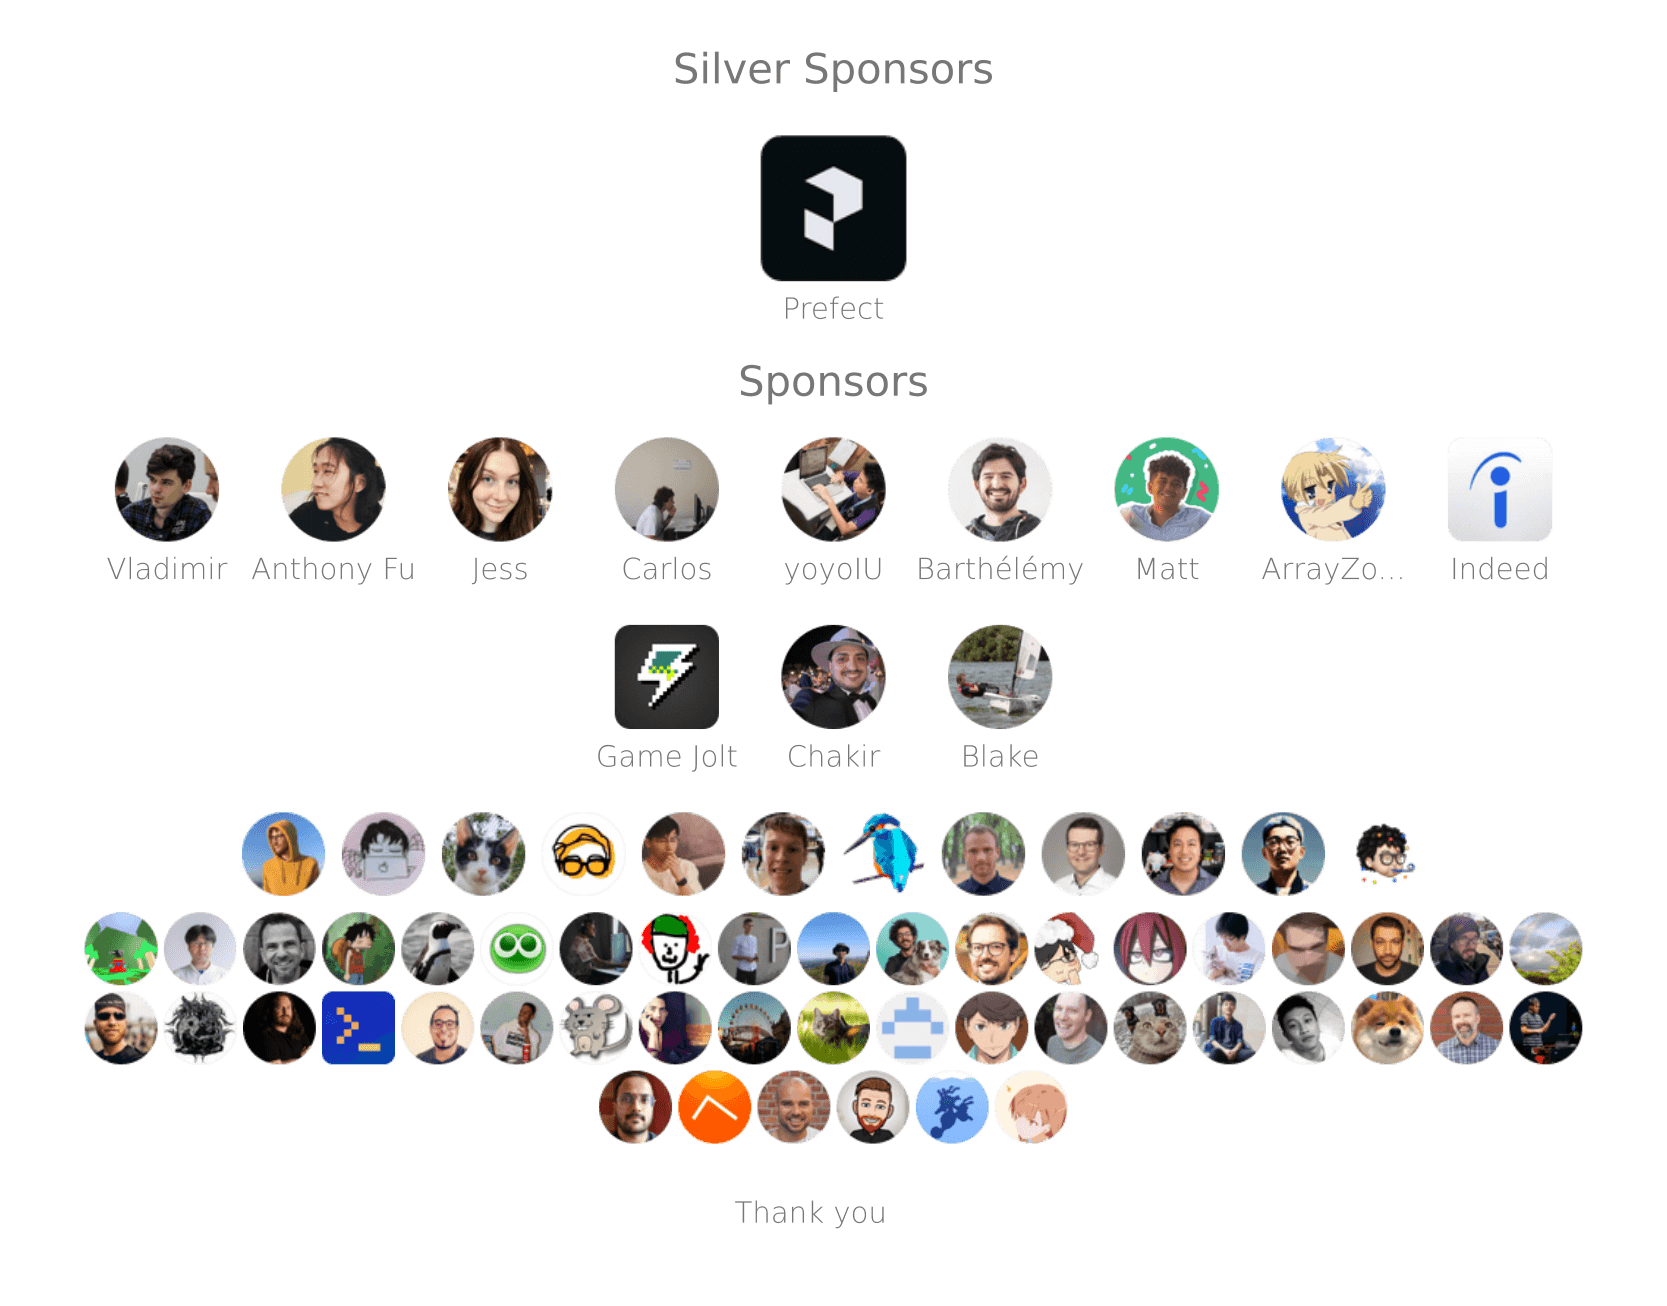 Silver Sponsors
Prefect
Sponsors
Vladimir Anthony Fu Jess Carlos yoyoIU Barthélémy Matt ArrayZo... Indeed
Game Jolt Chakir Blake
Thank you